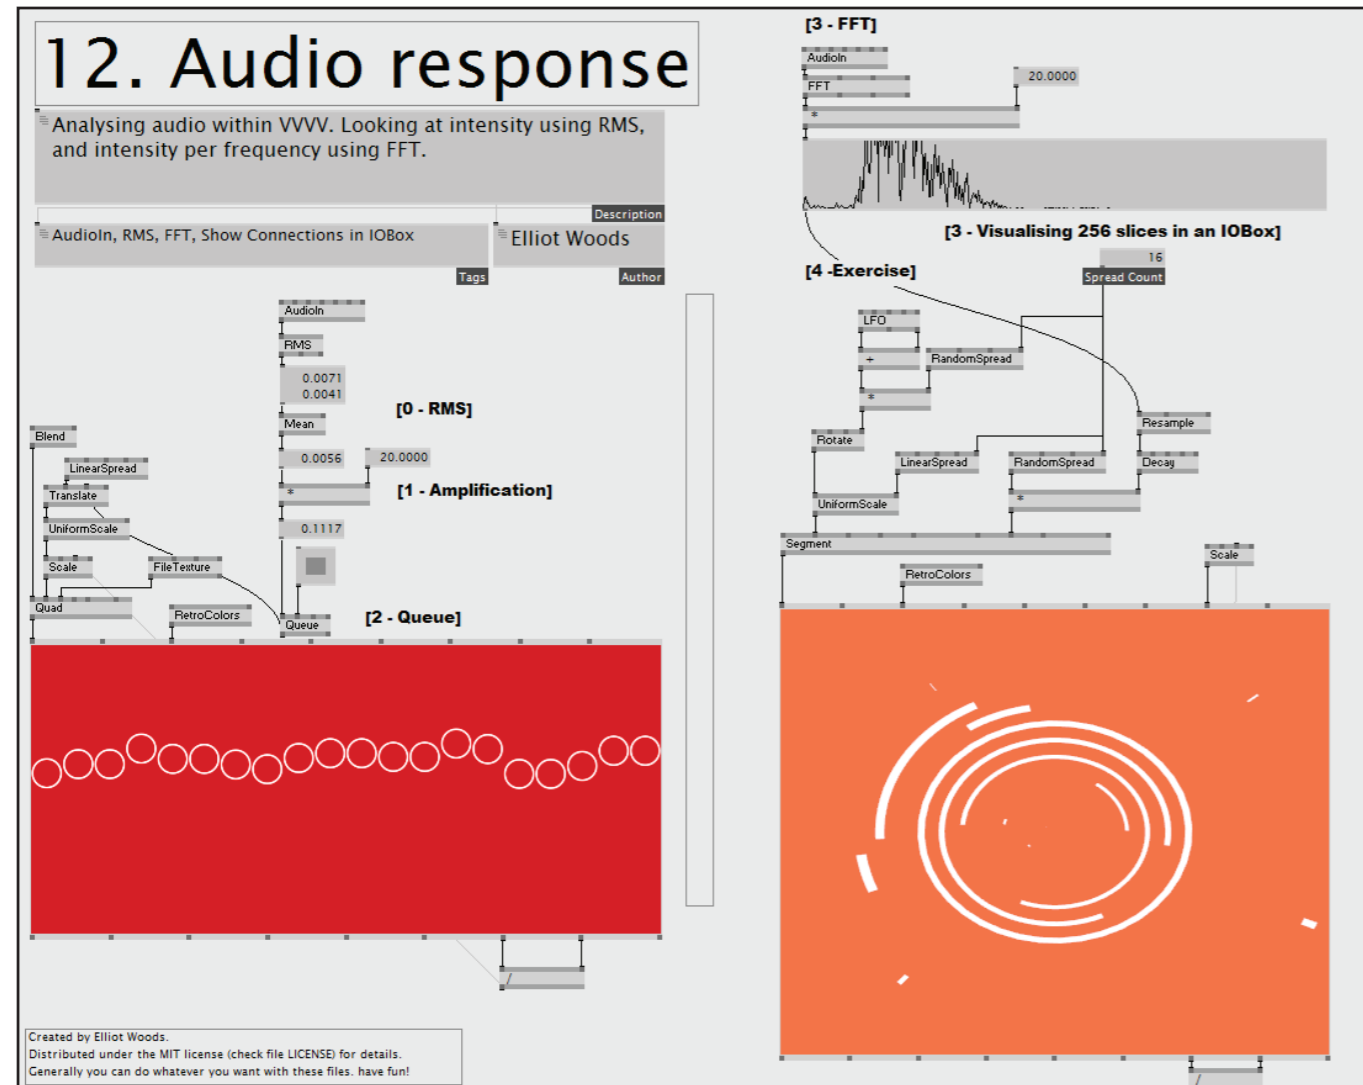 12. Audio response
Analysing audio within VVVV. Looking at intensity using RMS,
and intensity per frequency using FFT.
Description
AudioIn, RMS, FFT, Show Connections in IOBox
Tags
Elliot Woods
Author
AudioIn
RMS
0.0071
0.0041
[0 - RMS]
Mean
0.0056
20.0000
*
[1 - Amplification]
0.1117
Blend
LinearSpread
Translate
UniformScale
Scale
FileTexture
Quad
RetroColors
Queue
[2 - Queue]
/
Created by Elliot Woods.
Distributed under the MIT license (check file LICENSE) for details.
Generally you can do whatever you want with these files. have fun!
[3 - FFT]
AudioIn
FFT
20.0000
*
[3 - Visualising 256 slices in an IOBox]
16
Spread Count
[4 -Exercise]
LFO
+
RandomSpread
*
Resample
Rotate
LinearSpread
RandomSpread
Decay
UniformScale
*
Segment
RetroColors
Scale
/